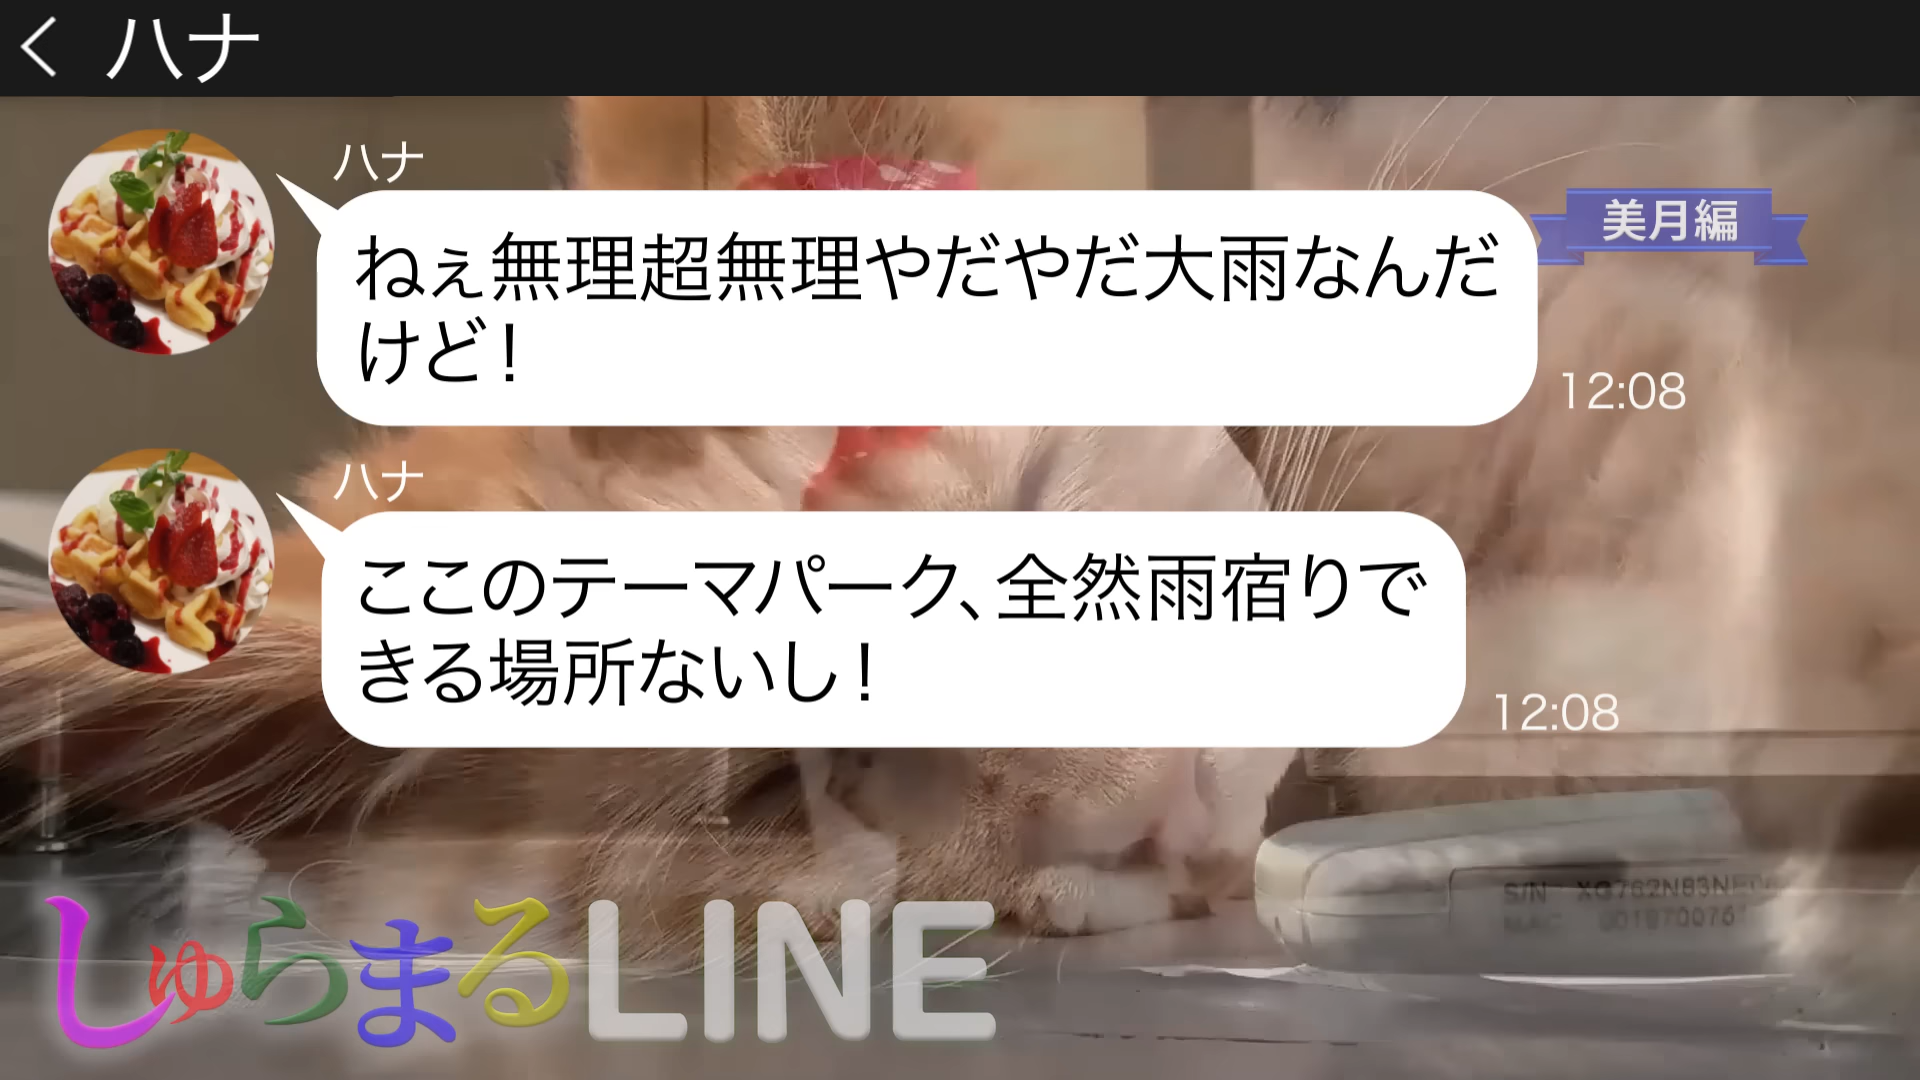 ハナ
ハナ
ねぇ無理超無理やだやだ大雨なんだ
けど！
美月編
12:08
ハナ
ここのテーマパーク、全然雨宿りで
きる場所ないし！
12:08
S/N
しゅらまるLINE